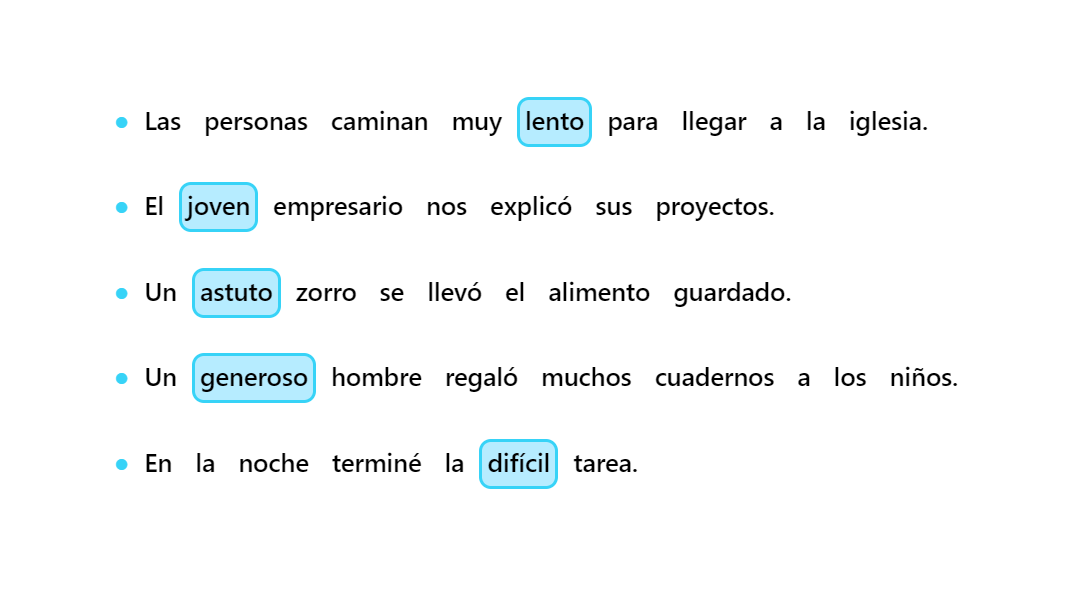 Las personas caminan muy lento para llegar a la iglesia.
El joven empresario nos explicó sus proyectos.
Un astuto zorro se llevó el alimento guardado.
Un generoso hombre regaló muchos cuadernos a los niños.
En la noche terminé la difícil tarea.